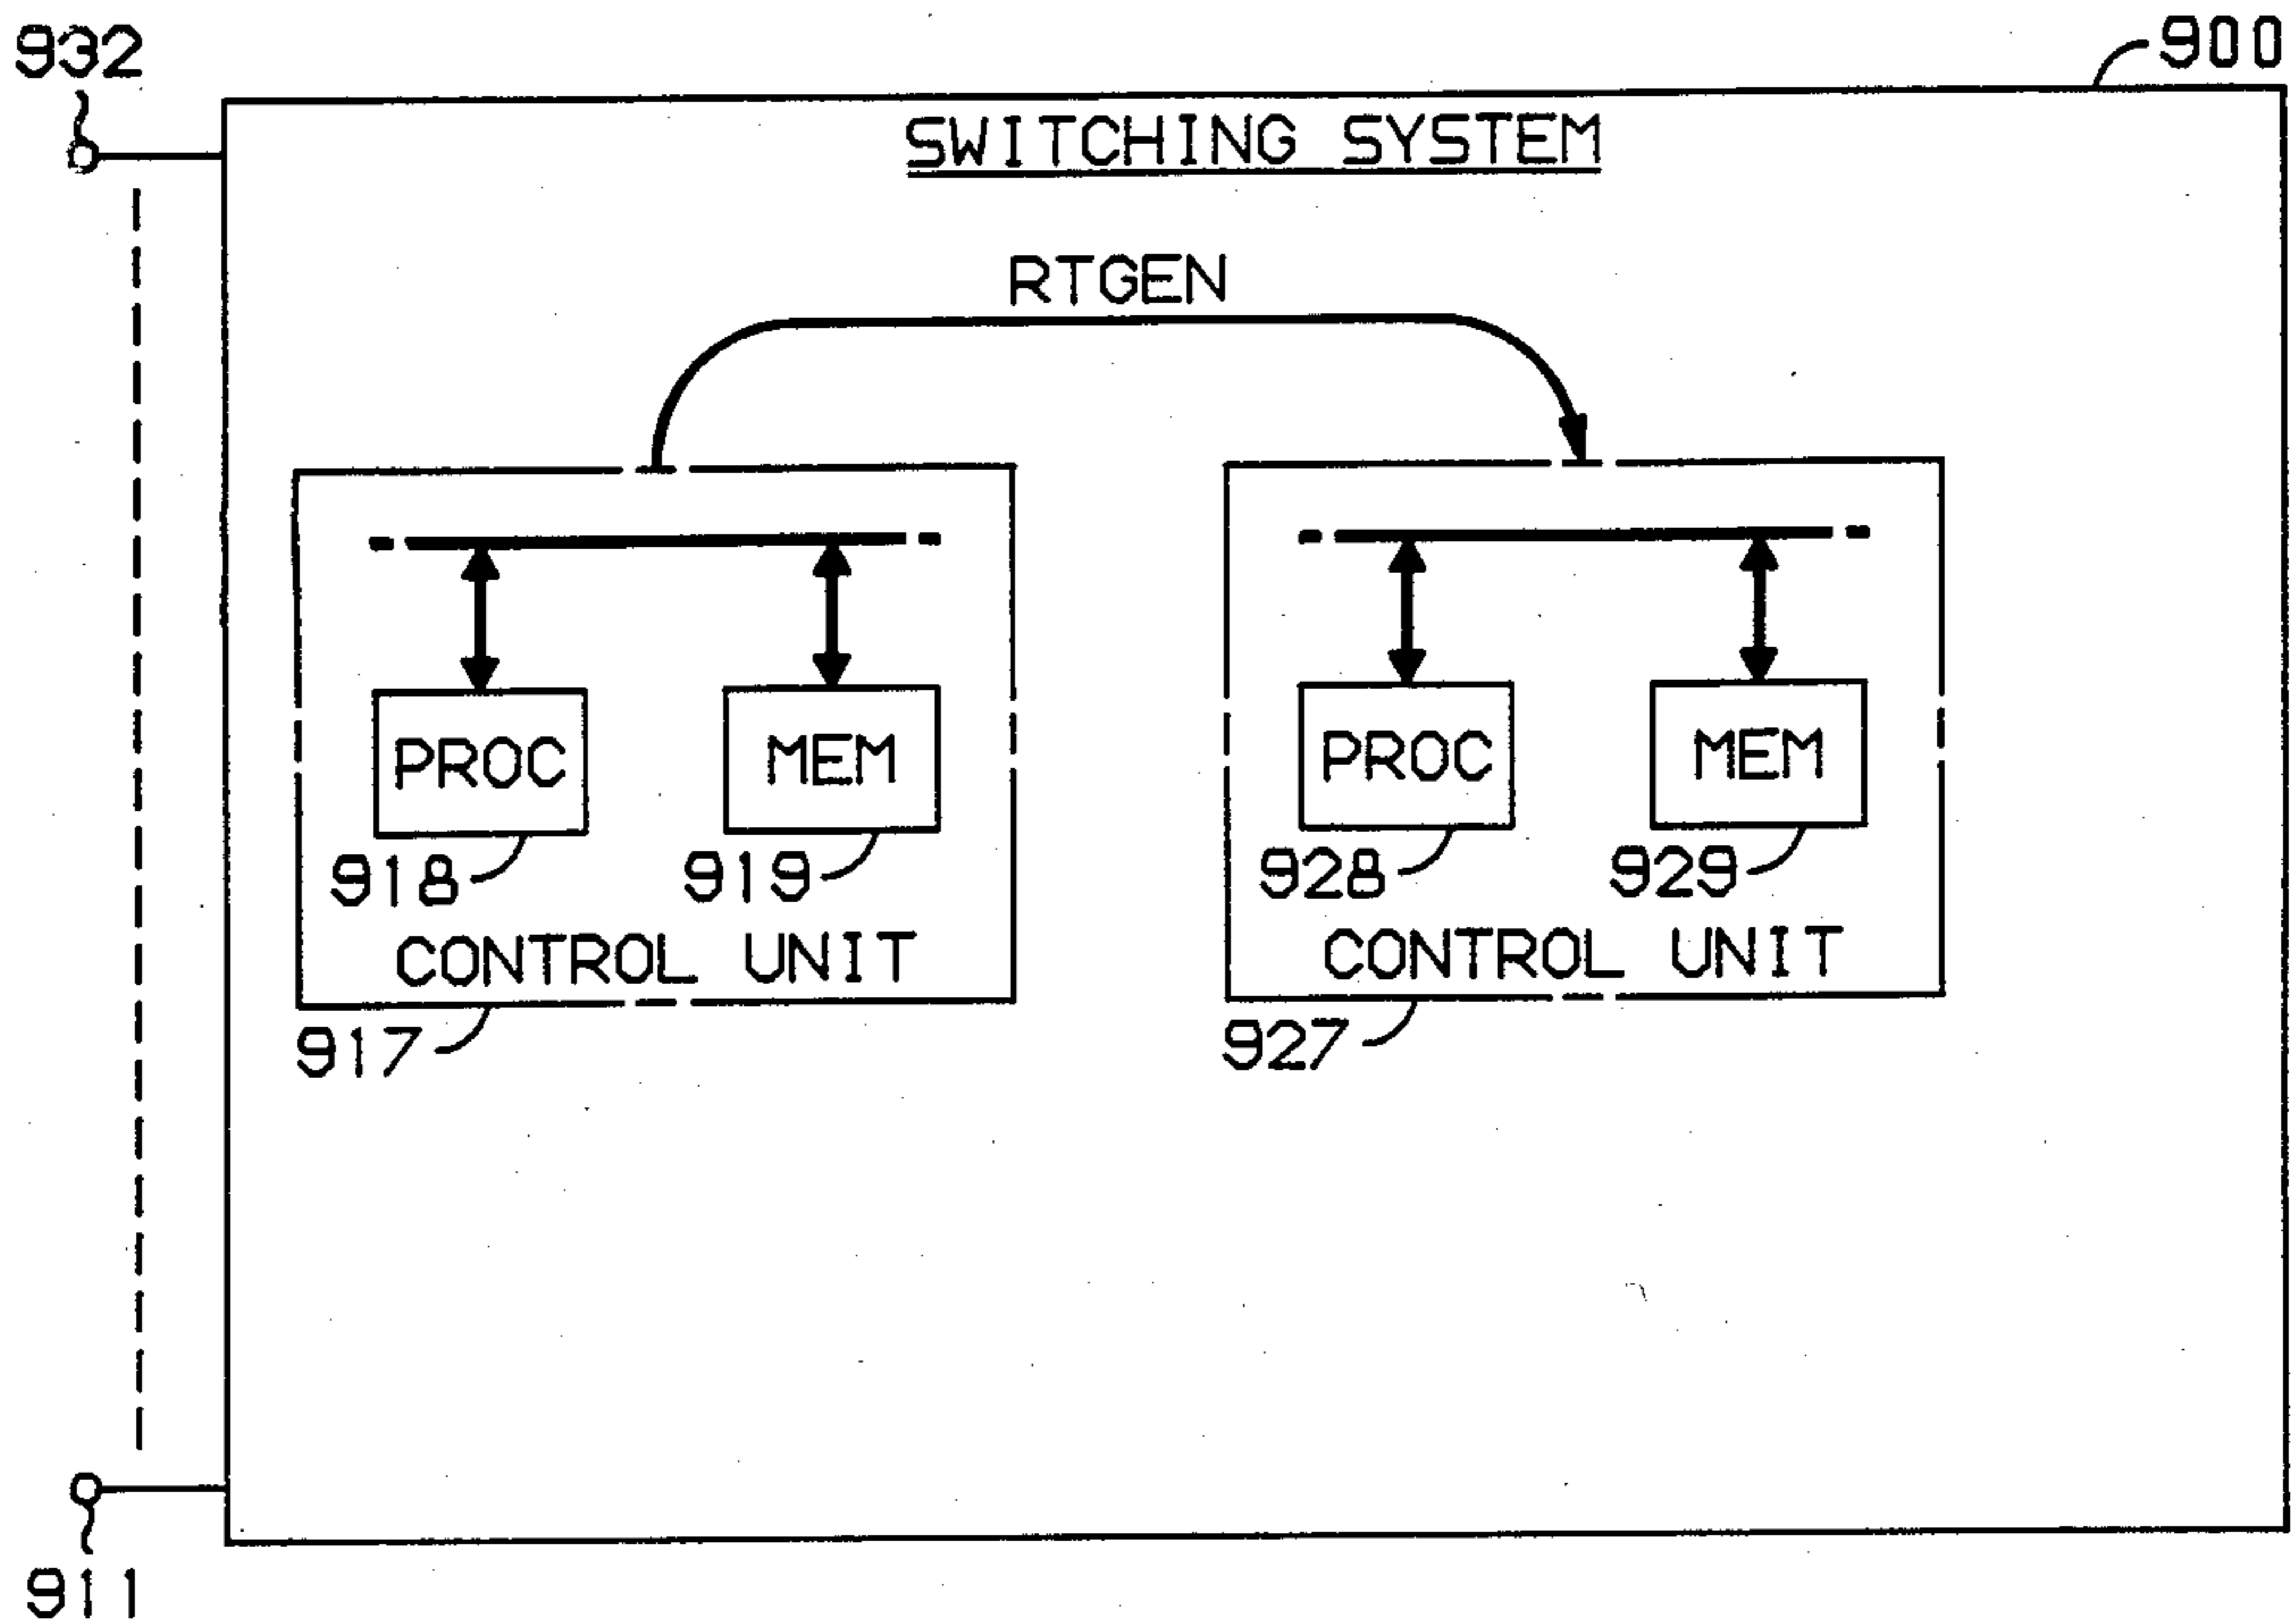 932
900
SWITCHING SYSTEM
RTGEN
PROC
MEM
918
919
CONTROL UNIT
917
PROC
MEM
928
929
CONTROL UNIT
927
911